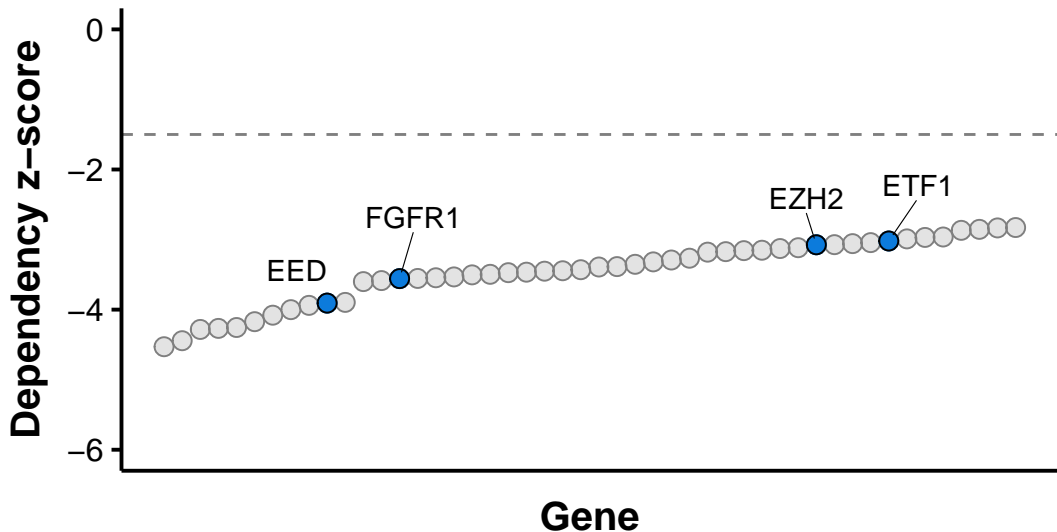 Dependency z−score
0
−2
−4
−6
EED
FGFR1
EZH2
ETF1
Gene